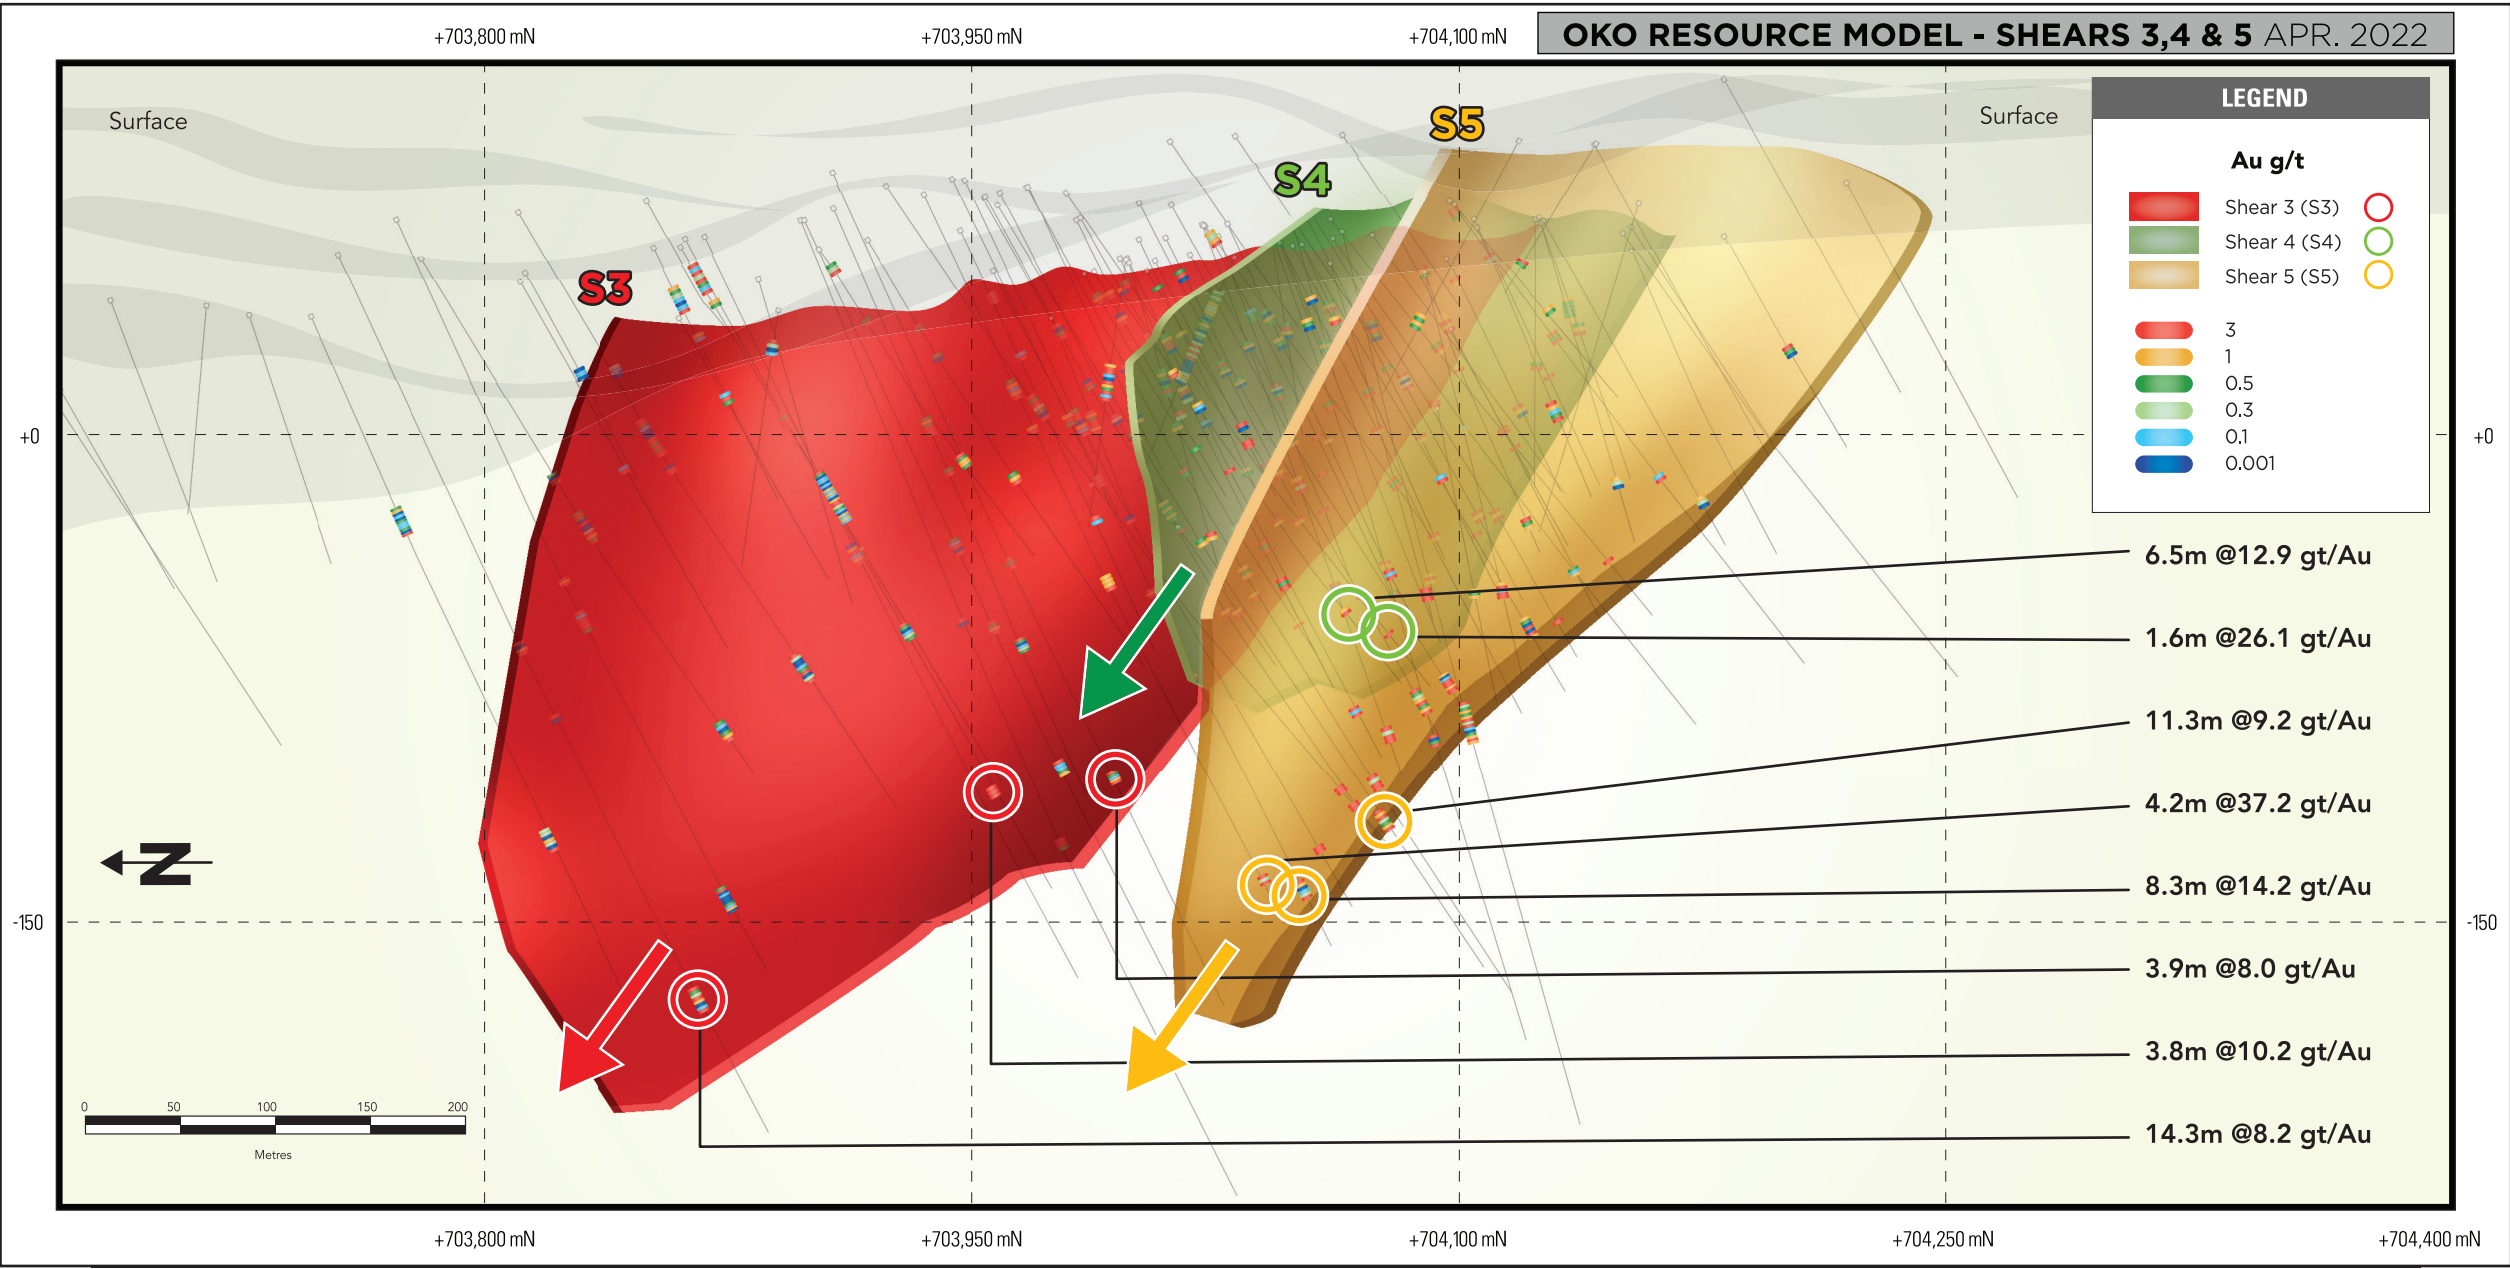 +703,800 mN
+703,950 mN
+704,100 mN
OKO RESOURCE MODEL - SHEARS 3,4 & 5 APR. 2022
Surface
Surface
S3
S4
S5
LEGEND
Au g/t
Shear 3 (S3)
Shear 4 (S4)
Shear 5 (S5)
3
1
0.5
0.3
0.1
0.001
+0
+0
6.5m @12.9 gt/Au
1.6m @26.1 gt/Au
11.3m @9.2 gt/Au
4.2m @37.2 gt/Au
8.3m @14.2 gt/Au
3.9m @8.0 gt/Au
3.8m @10.2 gt/Au
14.3m @8.2 gt/Au
N
-150
-150
0 50 100 150 200
Metres
+703,800 mN
+703,950 mN
+704,100 mN
+704,250 mN
+704,400 mN